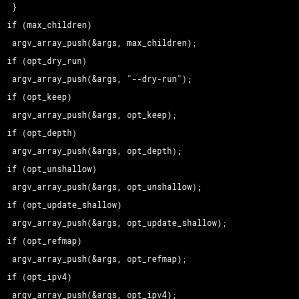 }
if (max_children)
argv_array_push(&args, max_children);
if (opt_dry_run)
argv_array_push(&args, "--dry-run");
if (opt_keep)
argv_array_push(&args, opt_keep);
if (opt_depth)
argv_array_push(&args, opt_depth);
if (opt_unshallow)
argv_array_push(&args, opt_unshallow);
if (opt_update_shallow)
argv_array_push(&args, opt_update_shallow);
if (opt_refmap)
argv_array_push(&args, opt_refmap);
if (opt_ipv4)
argv_array_push(&args, opt_ipv4);